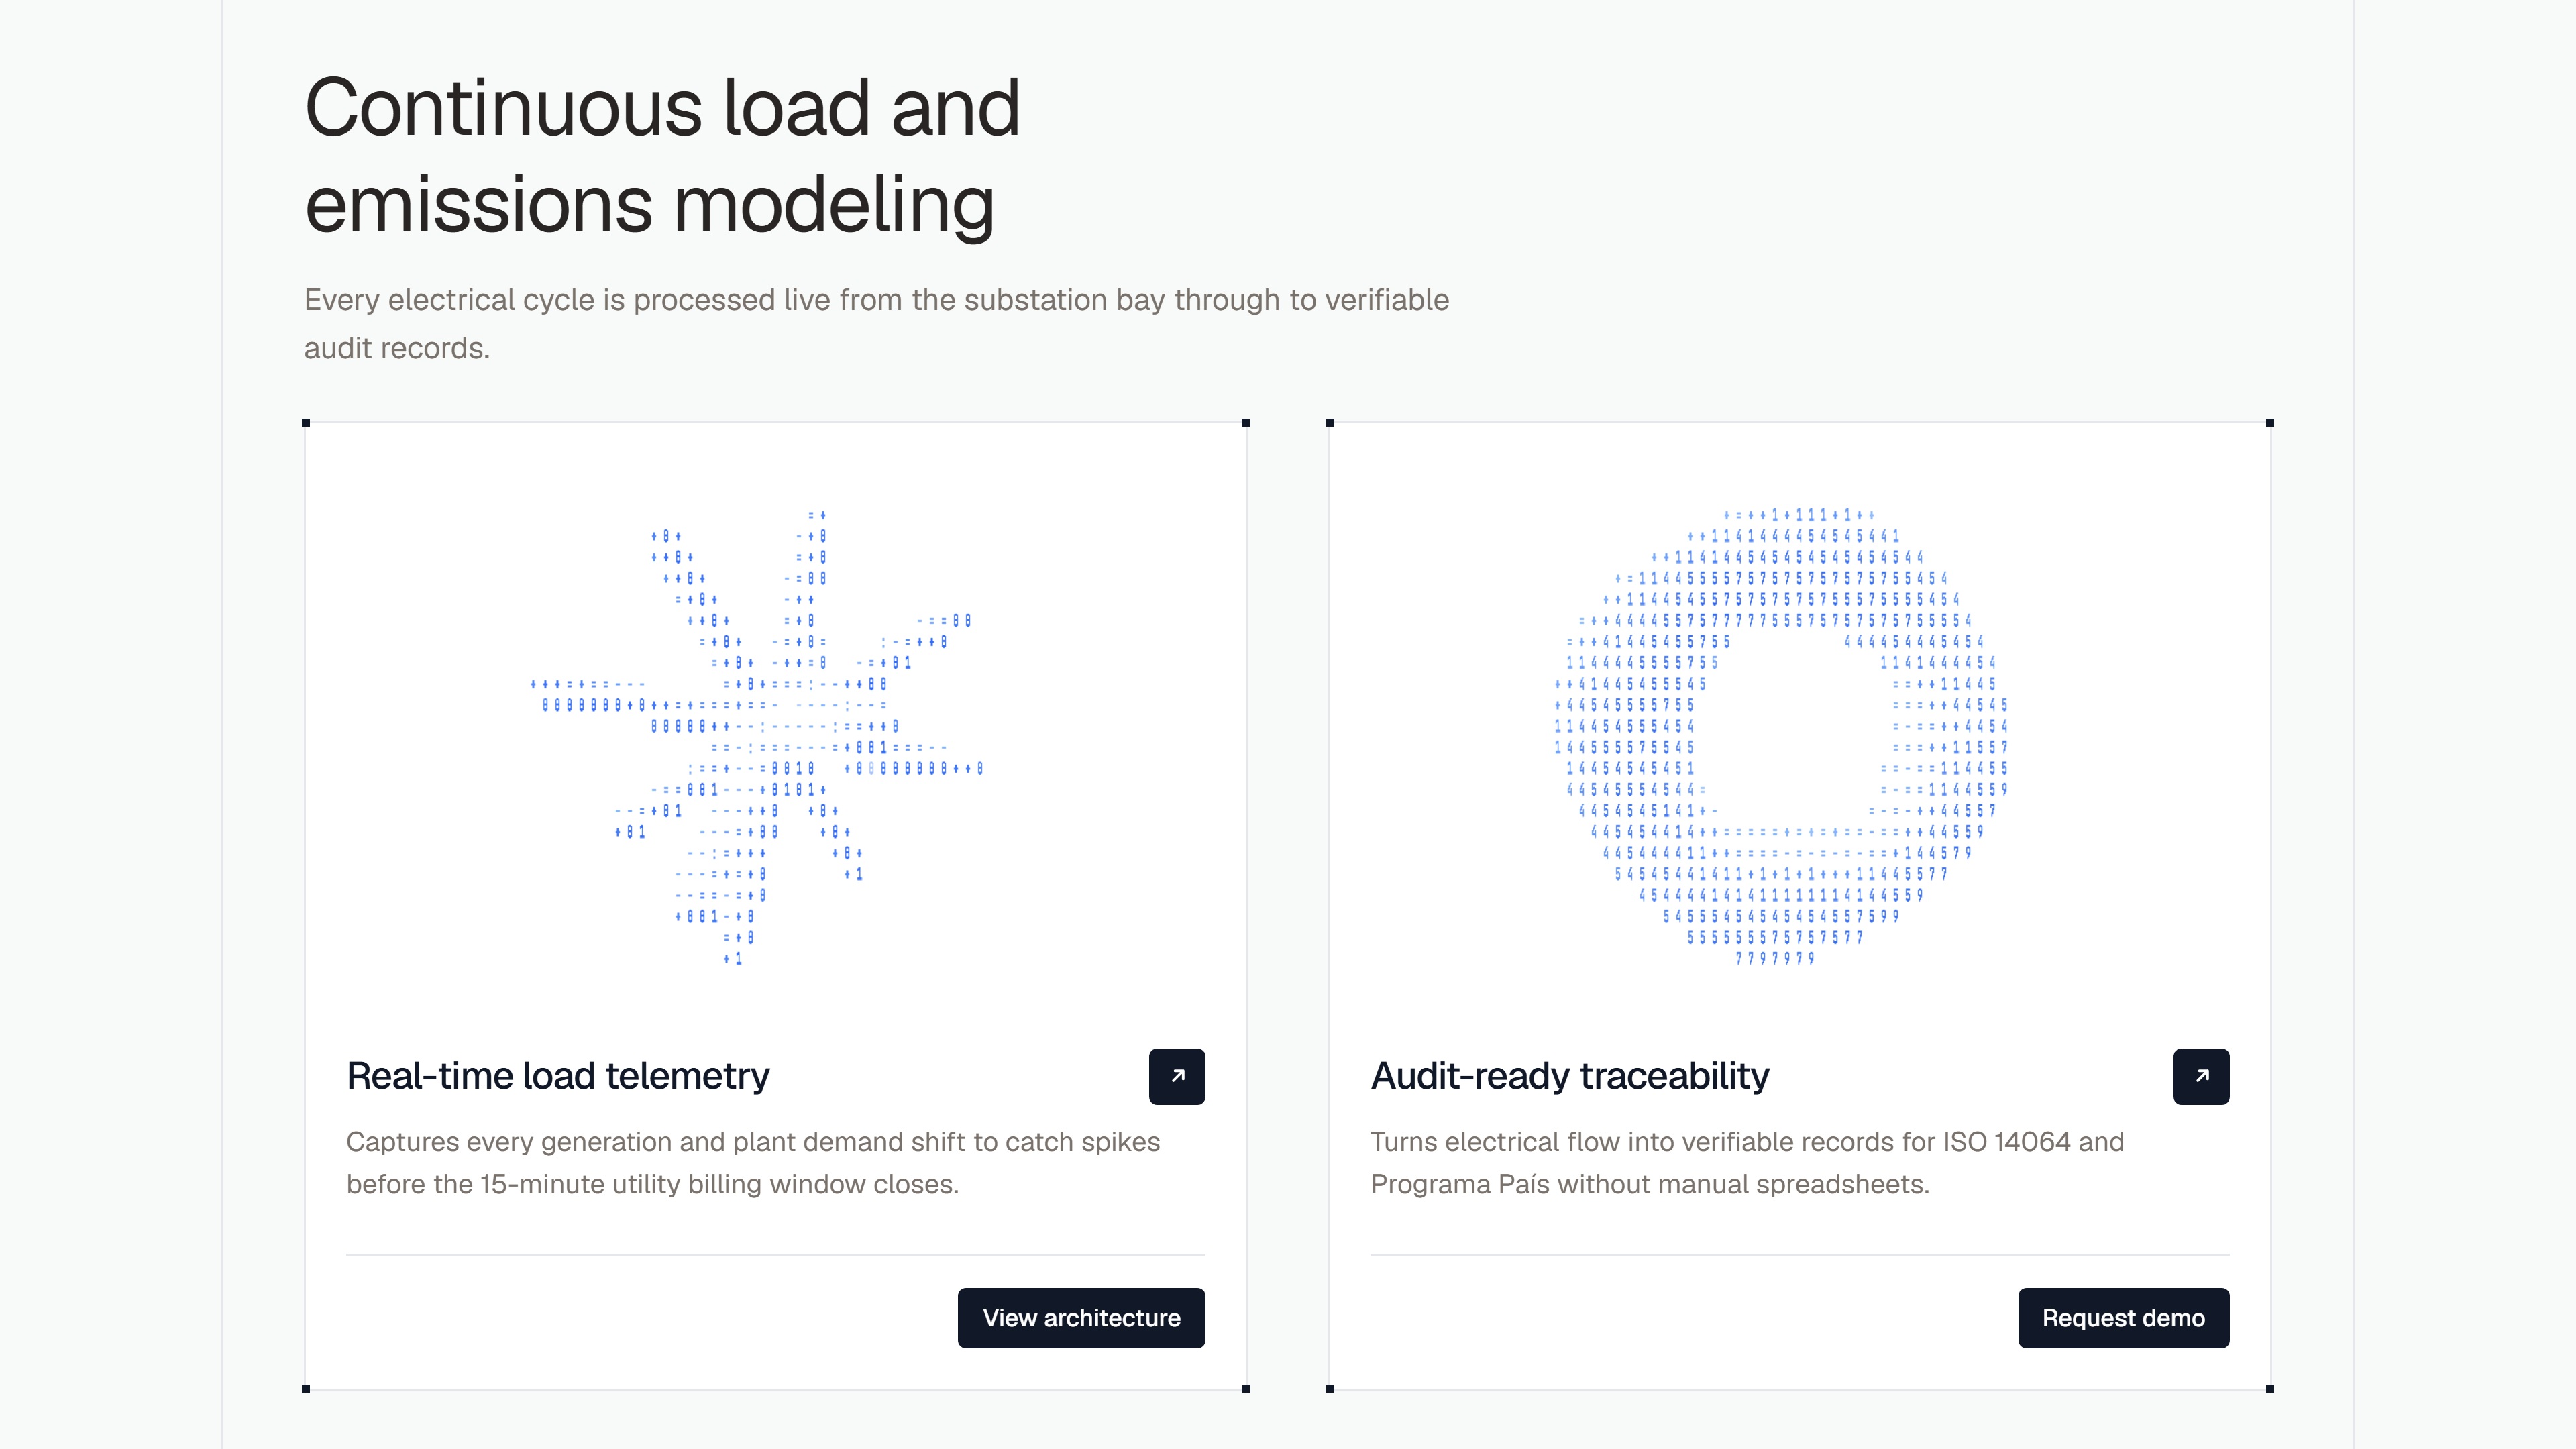 Continuous load and
emissions modeling
Every electrical cycle is processed live from the substation bay through to verifiable
audit records.
Real-time load telemetry
Captures every generation and plant demand shift to catch spikes
before the 15-minute utility billing window closes.
View architecture
Audit-ready traceability
Turns electrical flow into verifiable records for ISO 14064 and
Programa País without manual spreadsheets.
Request demo